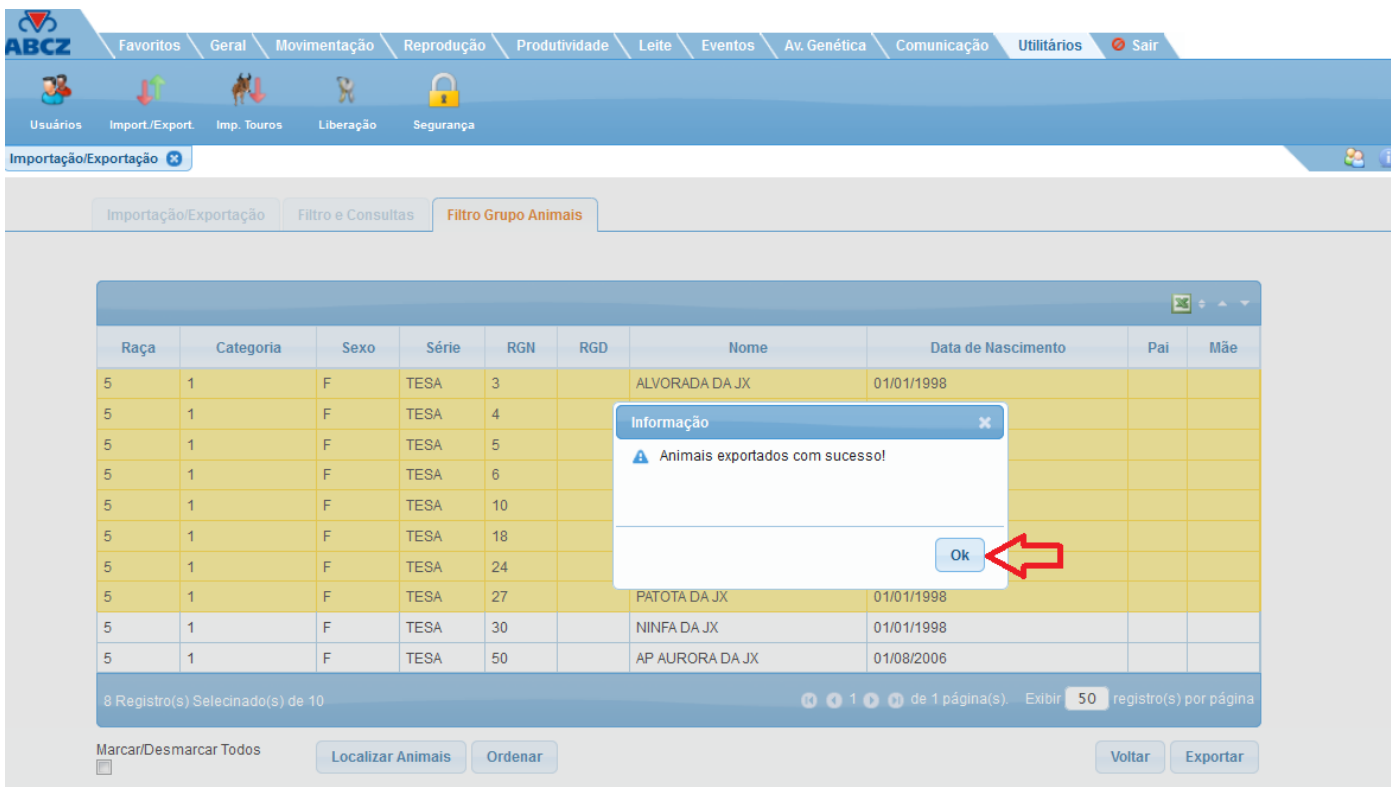 ABCZ
Favoritos Geral Movimentação Reprodução Produtividade Leite Eventos Av. Genética Comunicação Utilitários Sair
Usuários Import./Export. Imp. Touros Liberação Segurança
Importação/Exportação
Importação/Exportação Filtro e Consultas Filtro Grupo Animais
Raça Categoria Sexo Série RGN RGD Nome Data de Nascimento Pai Mãe
5 1 F TESA 3 ALVORADA DA JX 01/01/1998
5 1 F TESA 4
5 1 F TESA 5
5 1 F TESA 6
5 1 F TESA 10
5 1 F TESA 18
5 1 F TESA 24
5 1 F TESA 27 PATOTA DA JX 01/01/1998
5 1 F TESA 30 NINFA DA JX 01/01/1998
5 1 F TESA 50 AP AURORA DA JX 01/08/2006
Informação
Animais exportados com sucesso!
Ok
8 Registro(s) Selecinado(s) de 10 1 de 1 página(s). Exibir 50 registro(s) por página
Marcar/Desmarcar Todos Localizar Animais Ordenar Voltar Exportar